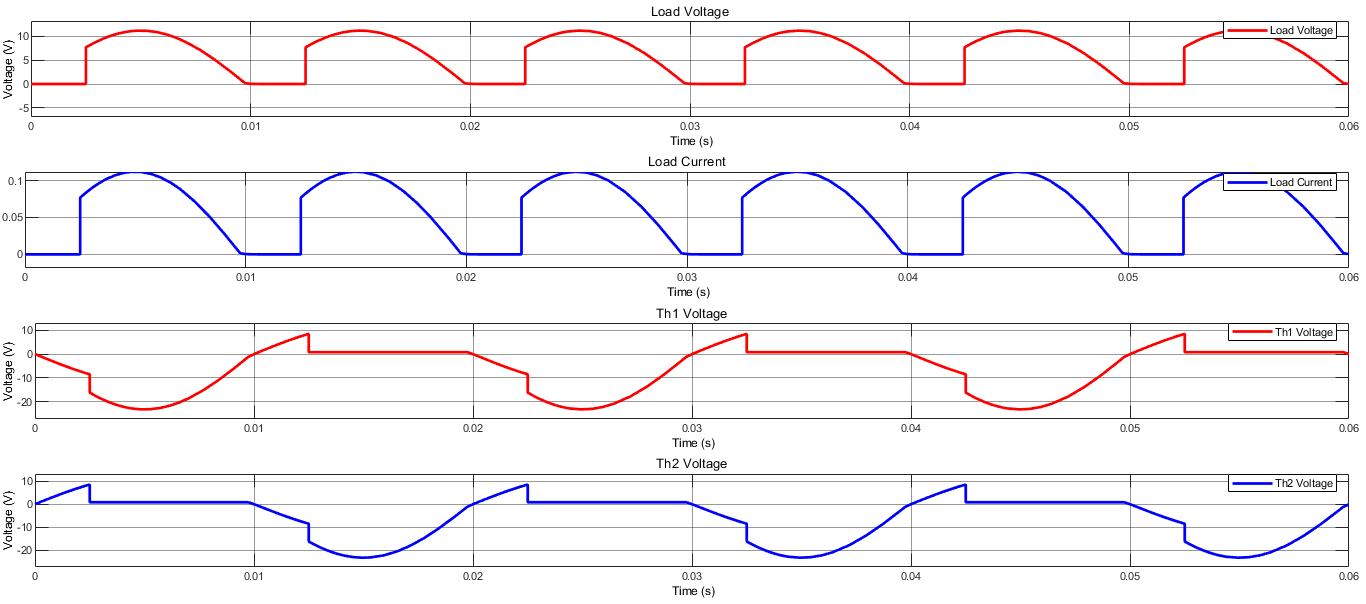 Load Voltage
Voltage (V)
10
5
0
-5
Load Voltage
0 0.01 0.02 0.03 0.04 0.05 0.06
Time (s)
Load Current
0.1
0.05
0
Load Current
0 0.01 0.02 0.03 0.04 0.05 0.06
Time (s)
Th1 Voltage
Voltage (V)
10
0
-10
-20
Th1 Voltage
0 0.01 0.02 0.03 0.04 0.05 0.06
Time (s)
Th2 Voltage
Voltage (V)
10
0
-10
-20
Th2 Voltage
0 0.01 0.02 0.03 0.04 0.05 0.06
Time (s)